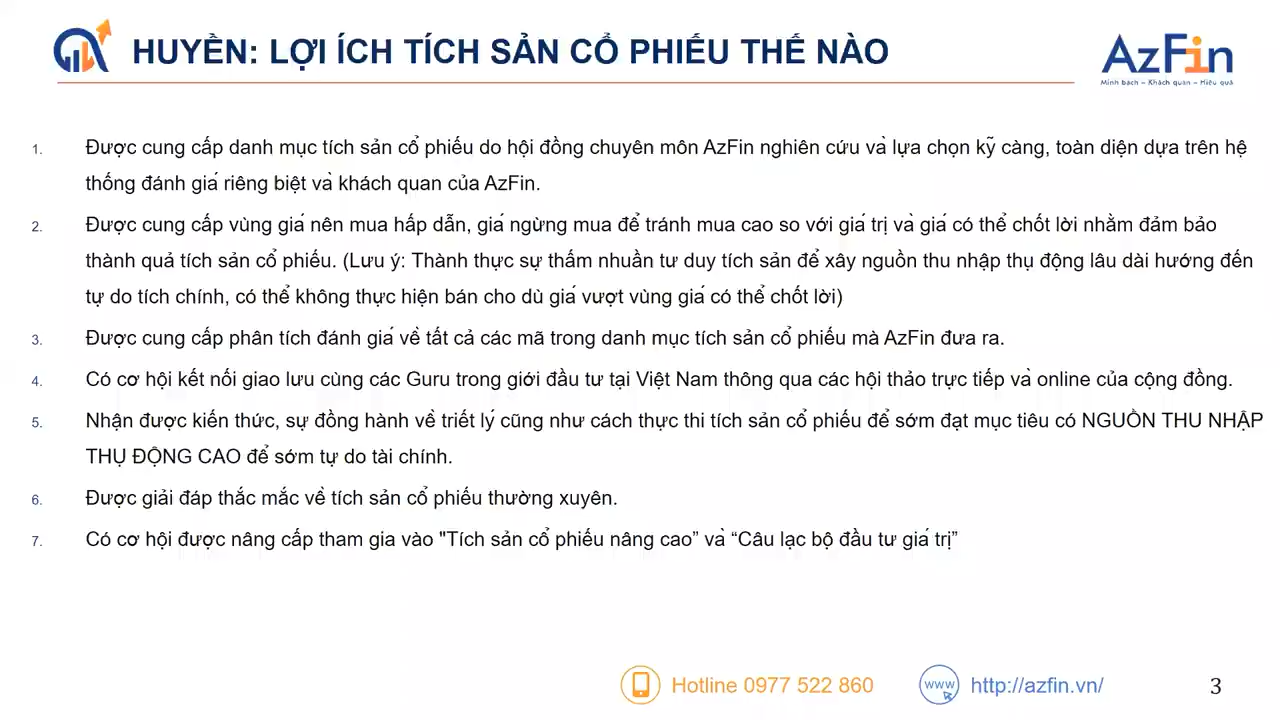 HUYỀN: LỢI ÍCH TÍCH SẢN CỔ PHIẾU THẾ NÀO
AzFin
Minh bạch – Khách quan – Hiệu quả
1. Được cung cấp danh mục tích sản cổ phiếu do hội đồng chuyên môn AzFin nghiên cứu và lựa chọn kỹ càng, toàn diện dựa trên hệ
thống đánh giá riêng biệt và khách quan của AzFin.
2. Được cung cấp vùng giá nên mua hấp dẫn, giá ngừng mua để tránh mua cao so với giá trị và giá có thể chốt lời nhằm đảm bảo
thành quả tích sản cổ phiếu. (Lưu ý: Thành thực sự thấm nhuần tư duy tích sản để xây nguồn thu nhập thụ động lâu dài hướng đến
tự do tích chính, có thể không thực hiện bán cho dù giá vượt vùng giá có thể chốt lời)
3. Được cung cấp phân tích đánh giá về tất cả các mã trong danh mục tích sản cổ phiếu mà AzFin đưa ra.
4. Có cơ hội kết nối giao lưu cùng các Guru trong giới đầu tư tại Việt Nam thông qua các hội thảo trực tiếp và online của cộng đồng.
5. Nhận được kiến thức, sự đồng hành về triết lý cũng như cách thực thi tích sản cổ phiếu để sớm đạt mục tiêu có NGUỒN THU NHẬP
THỤ ĐỘNG CAO để sớm tự do tài chính.
6. Được giải đáp thắc mắc về tích sản cổ phiếu thường xuyên.
7. Có cơ hội được nâng cấp tham gia vào "Tích sản cổ phiếu nâng cao” và “Câu lạc bộ đầu tư giá trị”
Hotline 0977 522 860
www http://azfin.vn/
3